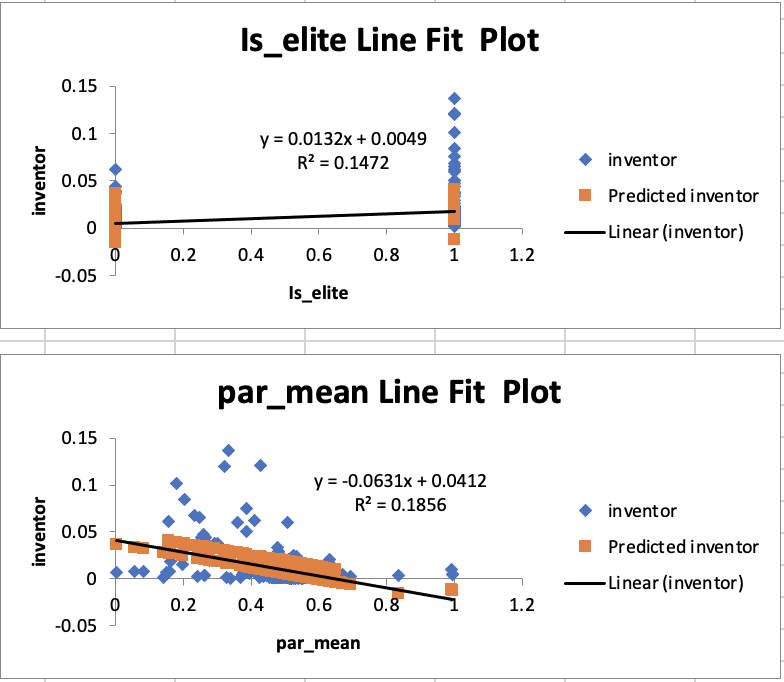 Is_elite Line Fit  Plot
0.15
0.1
0.05
0
-0.05
inventor
y = 0.0132x + 0.0049
R² = 0.1472
0 0.2 0.4 0.6 0.8 1 1.2
Is_elite
inventor
Predicted inventor
Linear (inventor)
par_mean Line Fit  Plot
0.15
0.1
0.05
0
-0.05
inventor
y = -0.0631x + 0.0412
R² = 0.1856
0 0.2 0.4 0.6 0.8 1 1.2
par_mean
inventor
Predicted inventor
Linear (inventor)